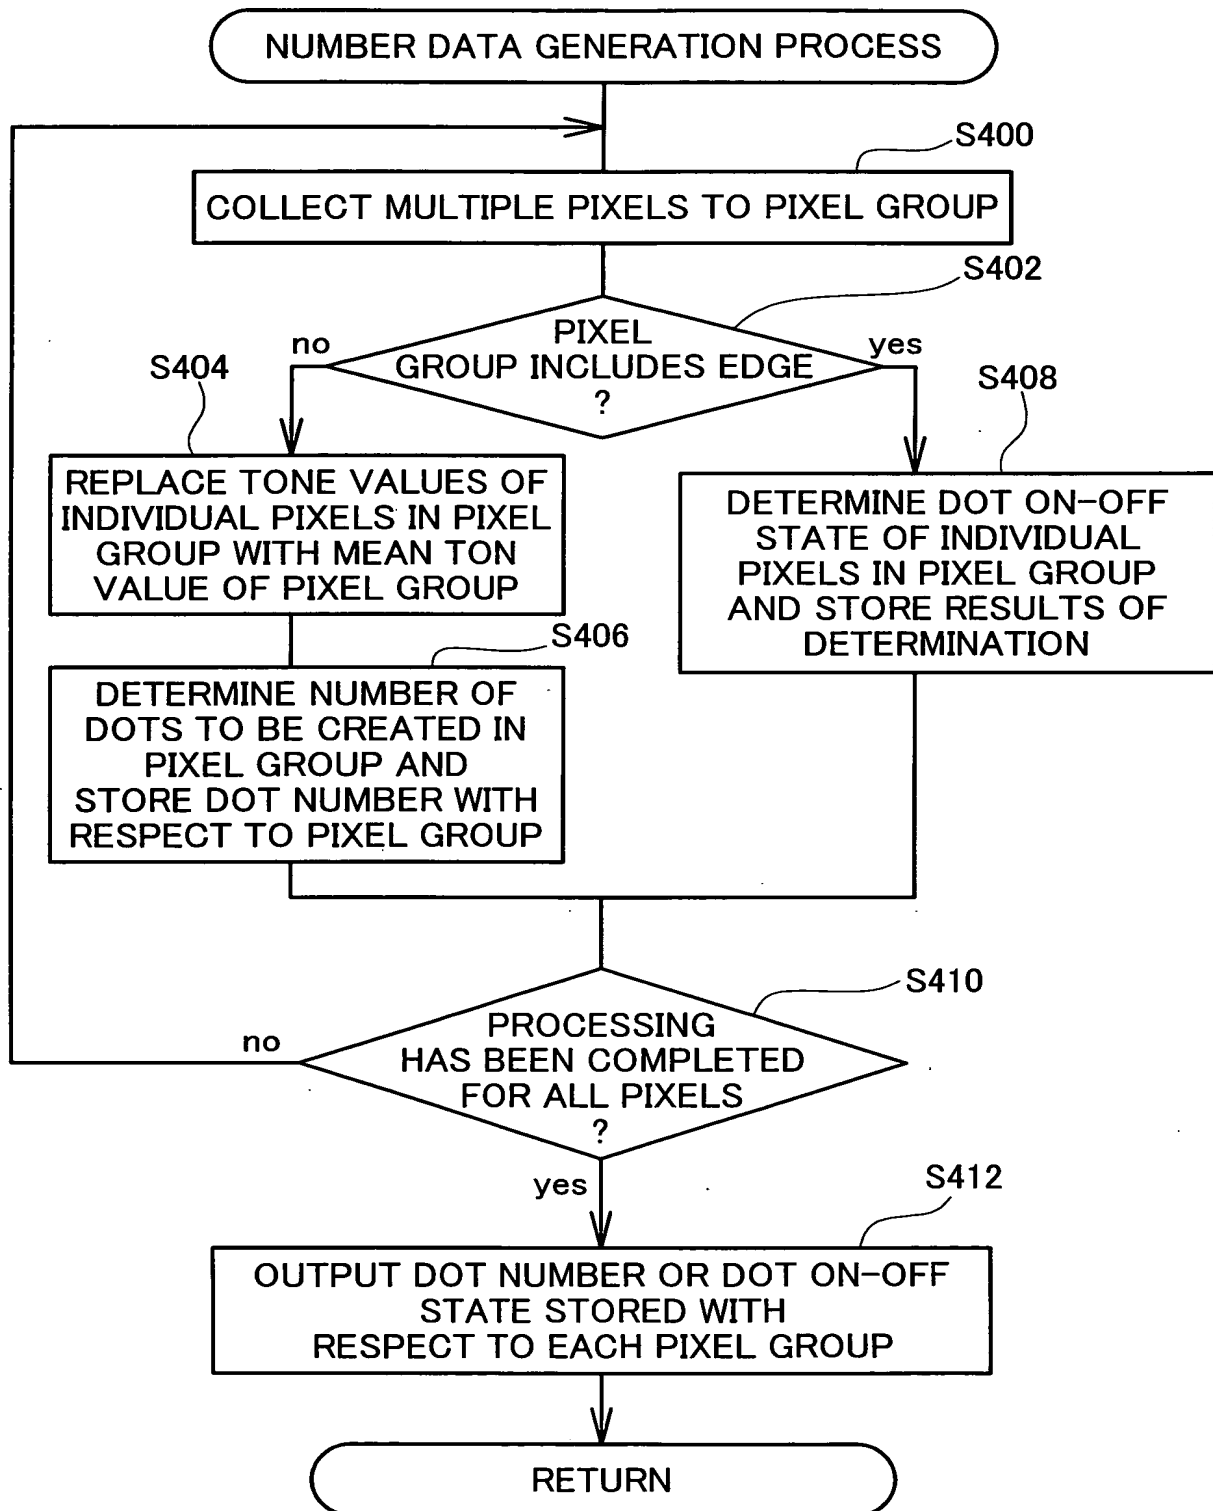 NUMBER DATA GENERATION PROCESS
S400
COLLECT MULTIPLE PIXELS TO PIXEL GROUP
S402
PIXEL
GROUP INCLUDES EDGE
?
no
yes
S404
REPLACE TONE VALUES OF
INDIVIDUAL PIXELS IN PIXEL
GROUP WITH MEAN TON
VALUE OF PIXEL GROUP
S408
DETERMINE DOT ON-OFF
STATE OF INDIVIDUAL
PIXELS IN PIXEL GROUP
AND STORE RESULTS OF
DETERMINATION
S406
DETERMINE NUMBER OF
DOTS TO BE CREATED IN
PIXEL GROUP AND
STORE DOT NUMBER WITH
RESPECT TO PIXEL GROUP
S410
PROCESSING
HAS BEEN COMPLETED
FOR ALL PIXELS
?
no
yes
S412
OUTPUT DOT NUMBER OR DOT ON-OFF
STATE STORED WITH
RESPECT TO EACH PIXEL GROUP
RETURN